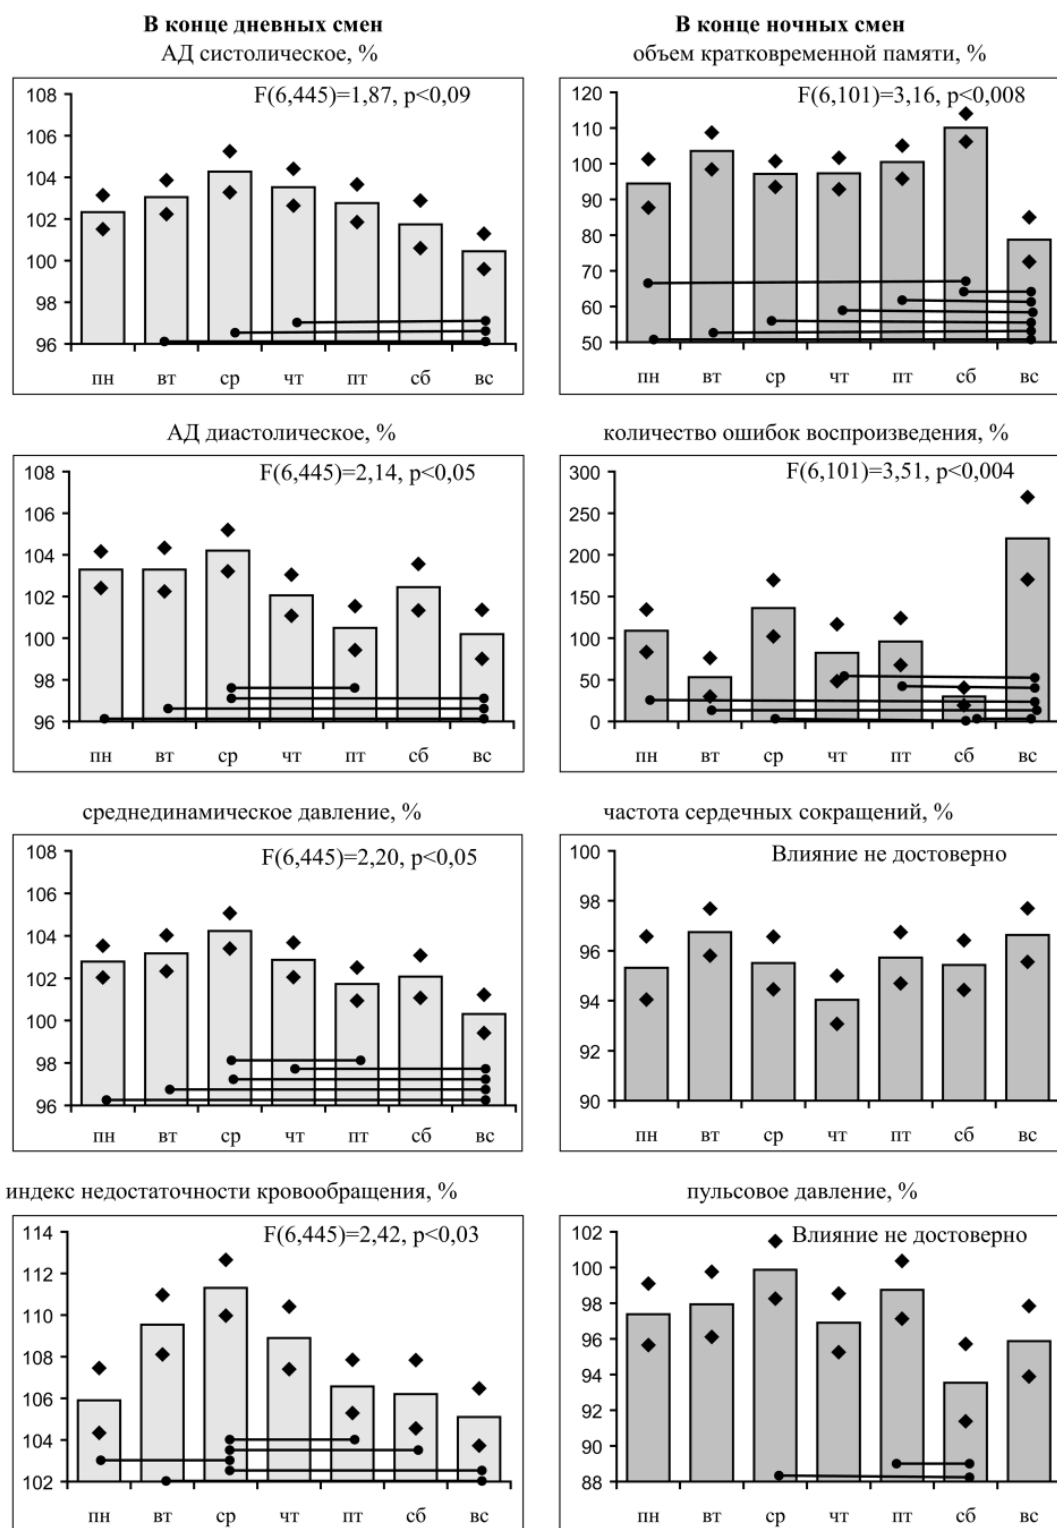 В конце дневных смен
АД систолическое, %
F(6,445)=1,87, p<0,09
108
106
104
102
100
98
96
пн вт ср чт пт сб вс
АД диастолическое, %
F(6,445)=2,14, p<0,05
108
106
104
102
100
98
96
пн вт ср чт пт сб вс
среднединамическое давление, %
F(6,445)=2,20, p<0,05
108
106
104
102
100
98
96
пн вт ср чт пт сб вс
индекс недостаточности кровообращения, %
F(6,445)=2,42, p<0,03
114
112
110
108
106
104
102
пн вт ср чт пт сб вс
В конце ночных смен
объем кратковременной памяти, %
F(6,101)=3,16, p<0,008
120
110
100
90
80
70
60
50
пн вт ср чт пт сб вс
количество ошибок воспроизведения, %
F(6,101)=3,51, p<0,004
300
250
200
150
100
50
0
пн вт ср чт пт сб вс
частота сердечных сокращений, %
Влияние не достоверно
100
98
96
94
92
90
пн вт ср чт пт сб вс
пульсовое давление, %
Влияние не достоверно
102
100
98
96
94
92
90
88
пн вт ср чт пт сб вс